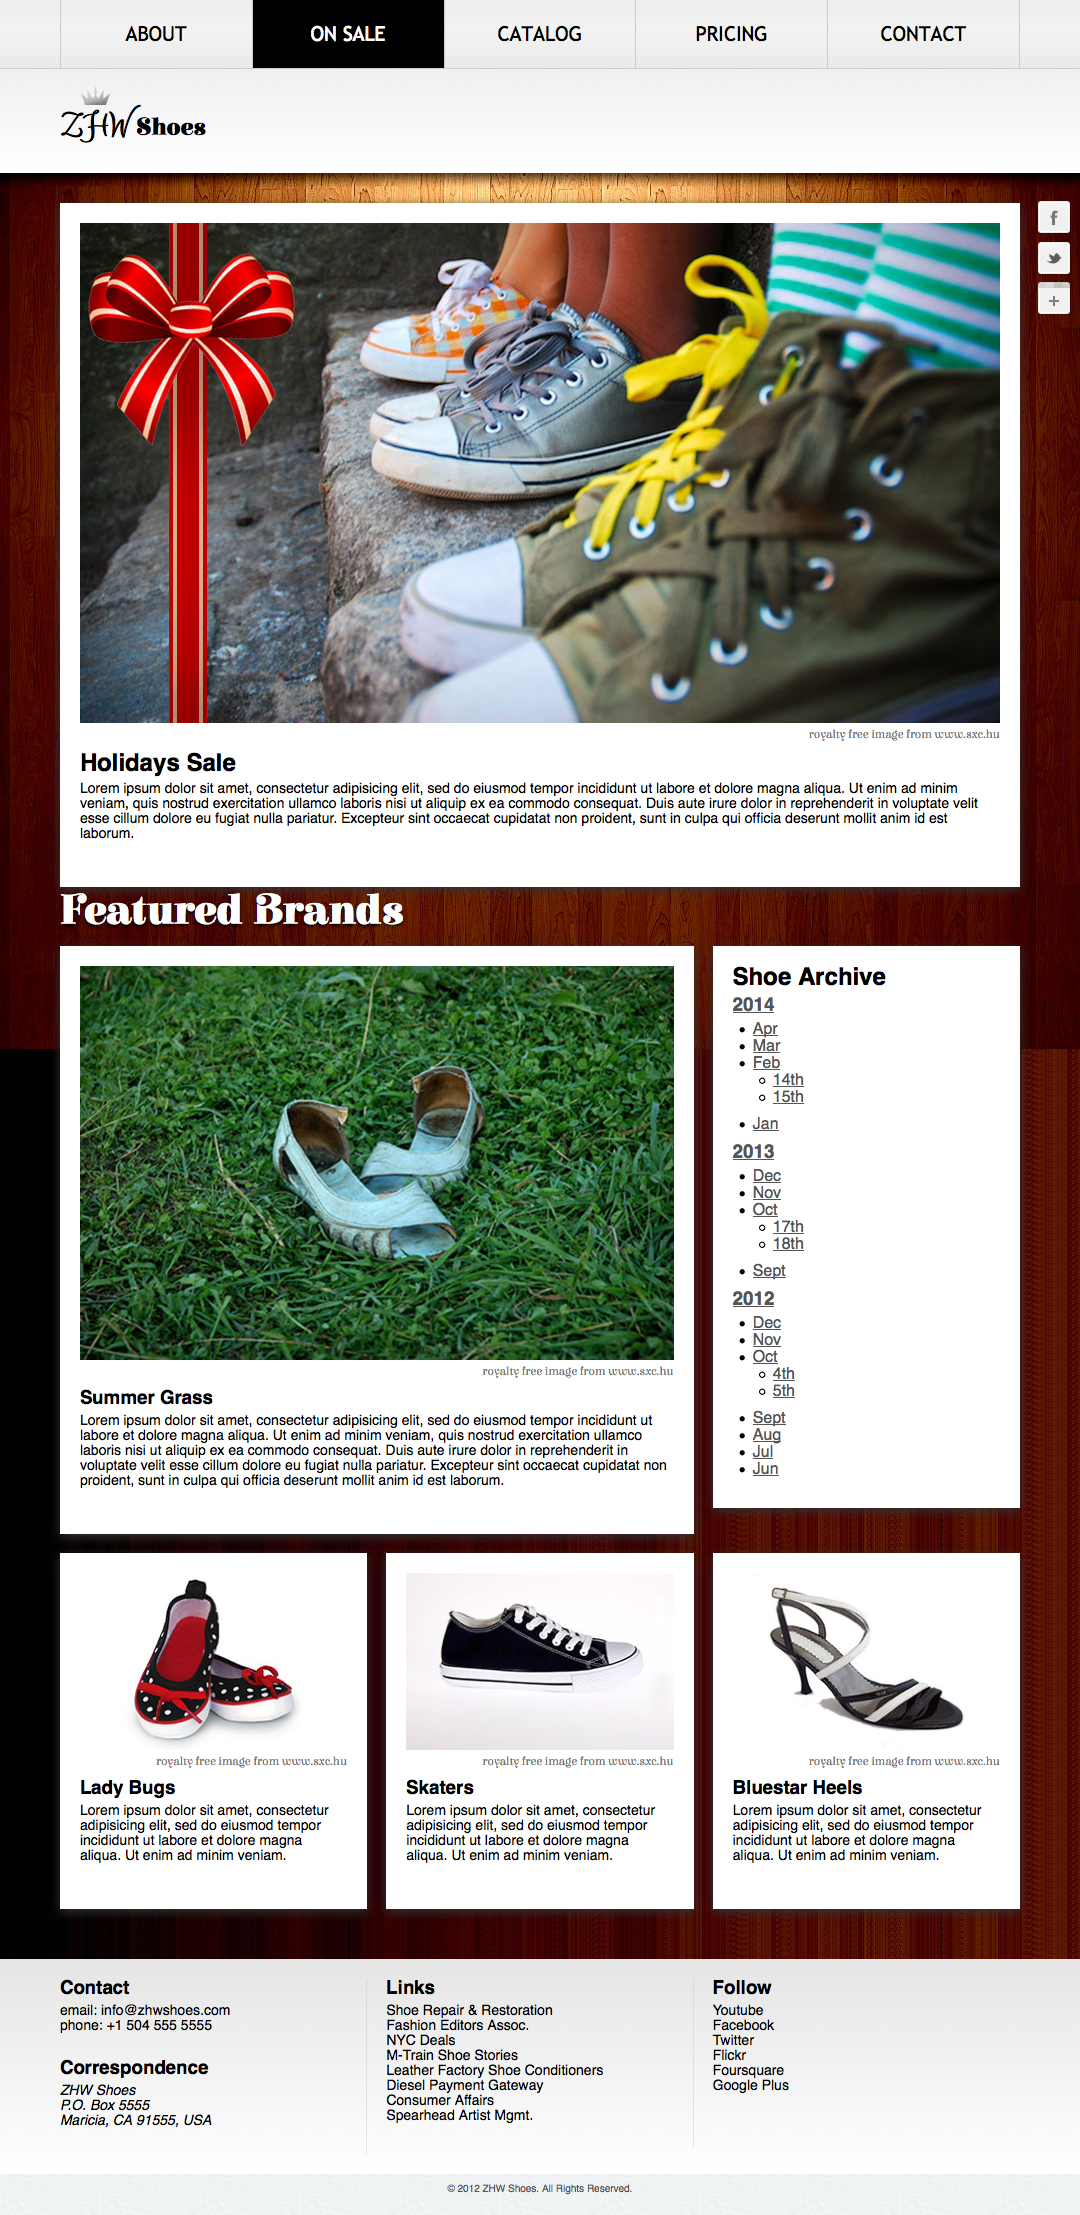 ABOUT
ON SALE
CATALOG
PRICING
CONTACT
ZHW Shoes
royalty free image from www.sxc.hu
Holidays Sale
Lorem ipsum dolor sit amet, consectetur adipisicing elit, sed do eiusmod tempor incididunt ut labore et dolore magna aliqua. Ut enim ad minim
veniam, quis nostrud exercitation ullamco laboris nisi ut aliquip ex ea commodo consequat. Duis aute irure dolor in reprehenderit in voluptate velit
esse cillum dolore eu fugiat nulla pariatur. Excepteur sint occaecat cupidatat non proident, sunt in culpa qui officia deserunt mollit anim id est
laborum.
Featured Brands
royalty free image from www.sxc.hu
Summer Grass
Lorem ipsum dolor sit amet, consectetur adipisicing elit, sed do eiusmod tempor incididunt ut
labore et dolore magna aliqua. Ut enim ad minim veniam, quis nostrud exercitation ullamco
laboris nisi ut aliquip ex ea commodo consequat. Duis aute irure dolor in reprehenderit in
voluptate velit esse cillum dolore eu fugiat nulla pariatur. Excepteur sint occaecat cupidatat non
proident, sunt in culpa qui officia deserunt mollit anim id est laborum.
Shoe Archive
2014
Apr
Mar
Feb
14th
15th
Jan
2013
Dec
Nov
Oct
17th
18th
Sept
2012
Dec
Nov
Oct
4th
5th
Sept
Aug
Jul
Jun
royalty free image from www.sxc.hu
Lady Bugs
Lorem ipsum dolor sit amet, consectetur
adipisicing elit, sed do eiusmod tempor
incididunt ut labore et dolore magna
aliqua. Ut enim ad minim veniam.
royalty free image from www.sxc.hu
Skaters
Lorem ipsum dolor sit amet, consectetur
adipisicing elit, sed do eiusmod tempor
incididunt ut labore et dolore magna
aliqua. Ut enim ad minim veniam.
royalty free image from www.sxc.hu
Bluestar Heels
Lorem ipsum dolor sit amet, consectetur
adipisicing elit, sed do eiusmod tempor
incididunt ut labore et dolore magna
aliqua. Ut enim ad minim veniam.
Contact
email: info@zhwshoes.com
phone: +1 504 555 5555
Correspondence
ZHW Shoes
P.O. Box 5555
Maricia, CA 91555, USA
Links
Shoe Repair & Restoration
Fashion Editors Assoc.
NYC Deals
M-Train Shoe Stories
Leather Factory Shoe Conditioners
Diesel Payment Gateway
Consumer Affairs
Spearhead Artist Mgmt.
Follow
Youtube
Facebook
Twitter
Flickr
Foursquare
Google Plus
© 2012 ZHW Shoes. All Rights Reserved.